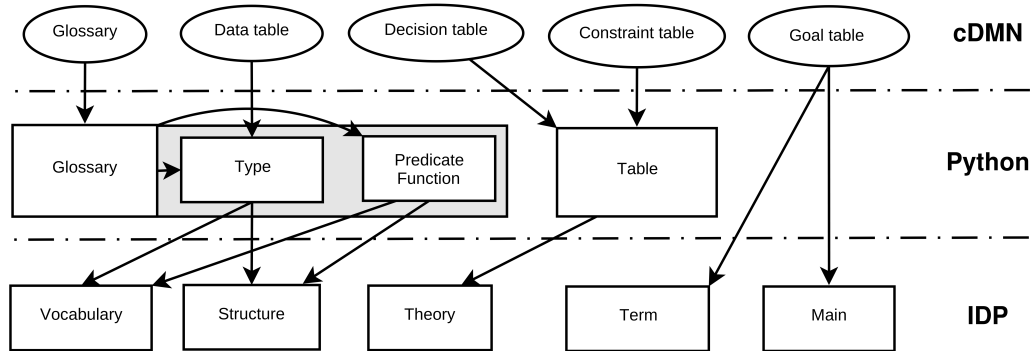 Glossary
Data table
Decision table
Constraint table
Goal table
cDMN
Glossary
Type
Predicate
Function
Table
Python
Vocabulary
Structure
Theory
Term
Main
IDP